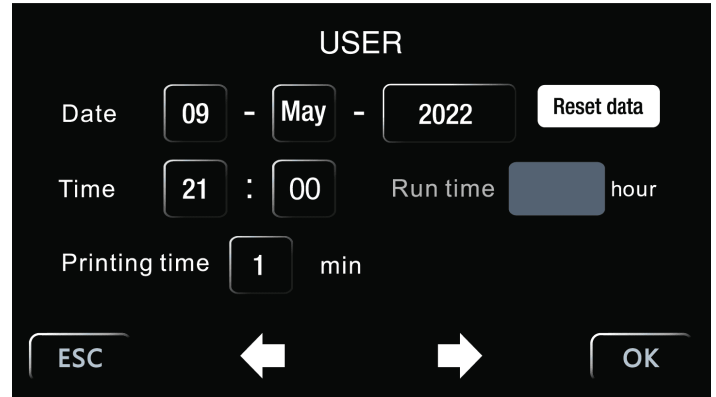 USER
Date 09 - May - 2022 Reset data
Time 21 : 00 Run time hour
Printing time 1 min
ESC OK